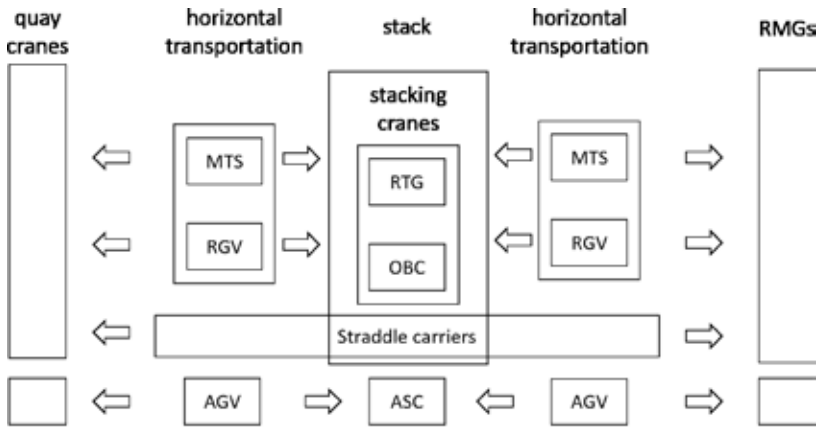 quay
cranes
horizontal
transportation
stack
horizontal
transportation
RMGs
stacking
cranes
MTS
RTG
MTS
RGV
OBC
RGV
Straddle carriers
AGV
ASC
AGV